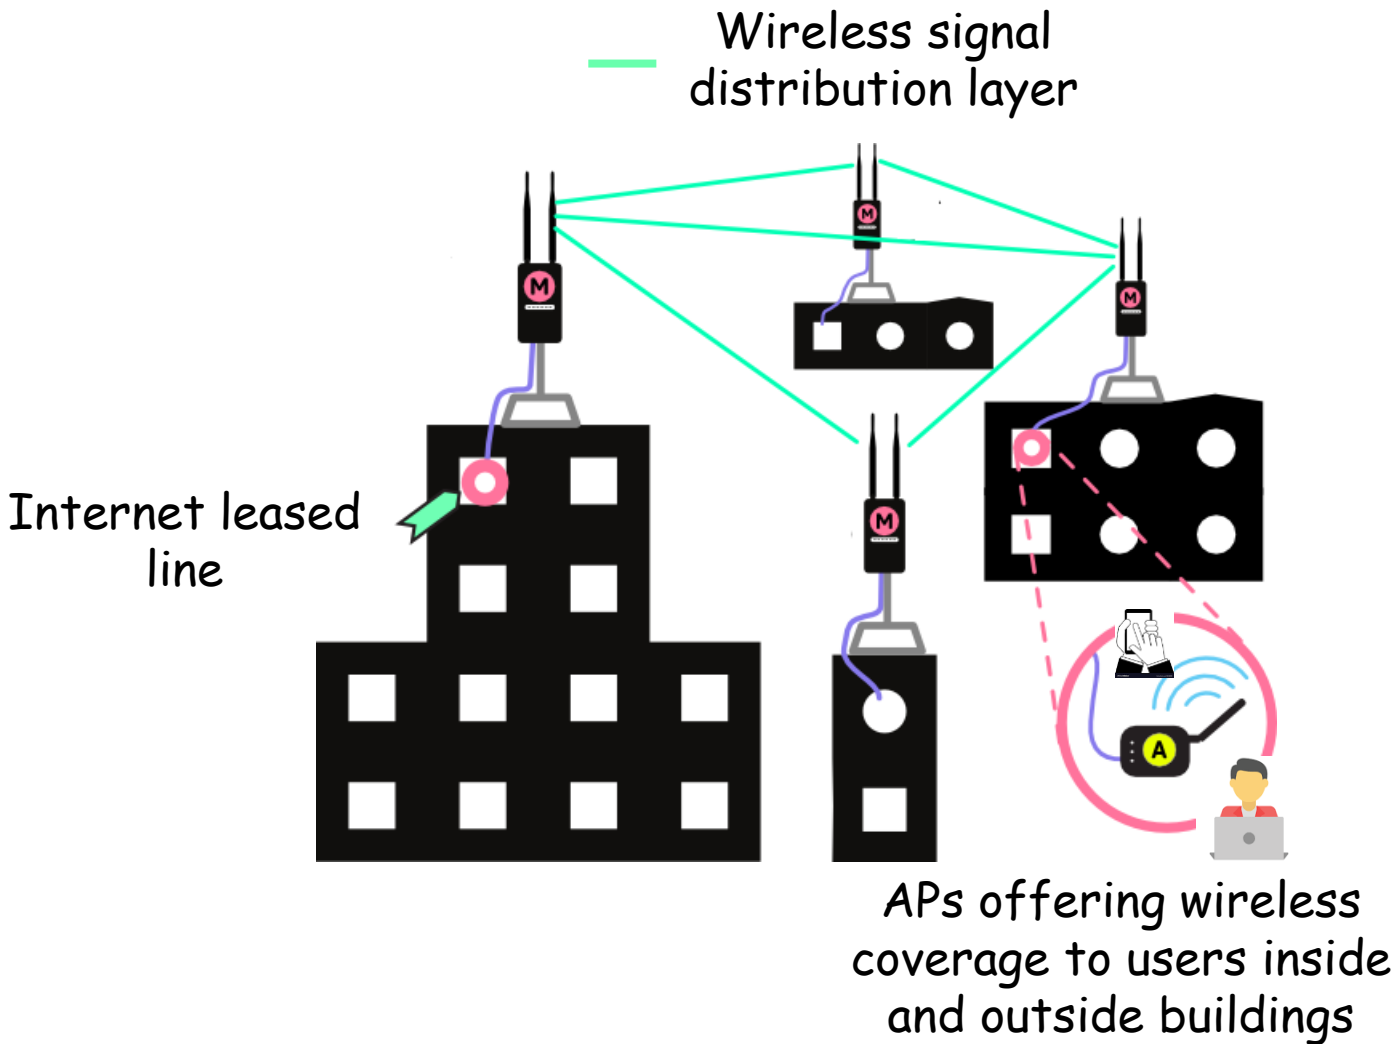 Wireless signal
distribution layer
M
M
M
Internet leased
line
M
A
APs offering wireless
coverage to users inside
and outside buildings